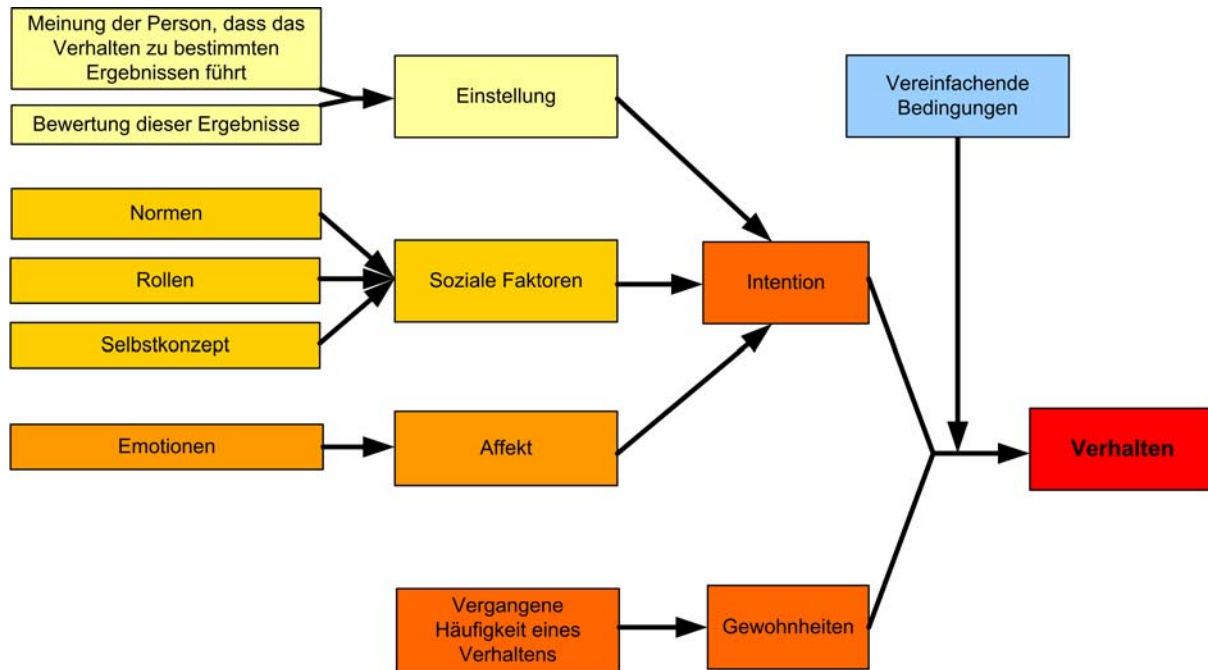 Meinung der Person, dass das
Verhalten zu bestimmten
Ergebnissen führt
Bewertung dieser Ergebnisse
Einstellung
Vereinfachende
Bedingungen
Normen
Rollen
Selbstkonzept
Soziale Faktoren
Intention
Emotionen
Affekt
Verhalten
Vergangene
Häufigkeit eines
Verhaltens
Gewohnheiten